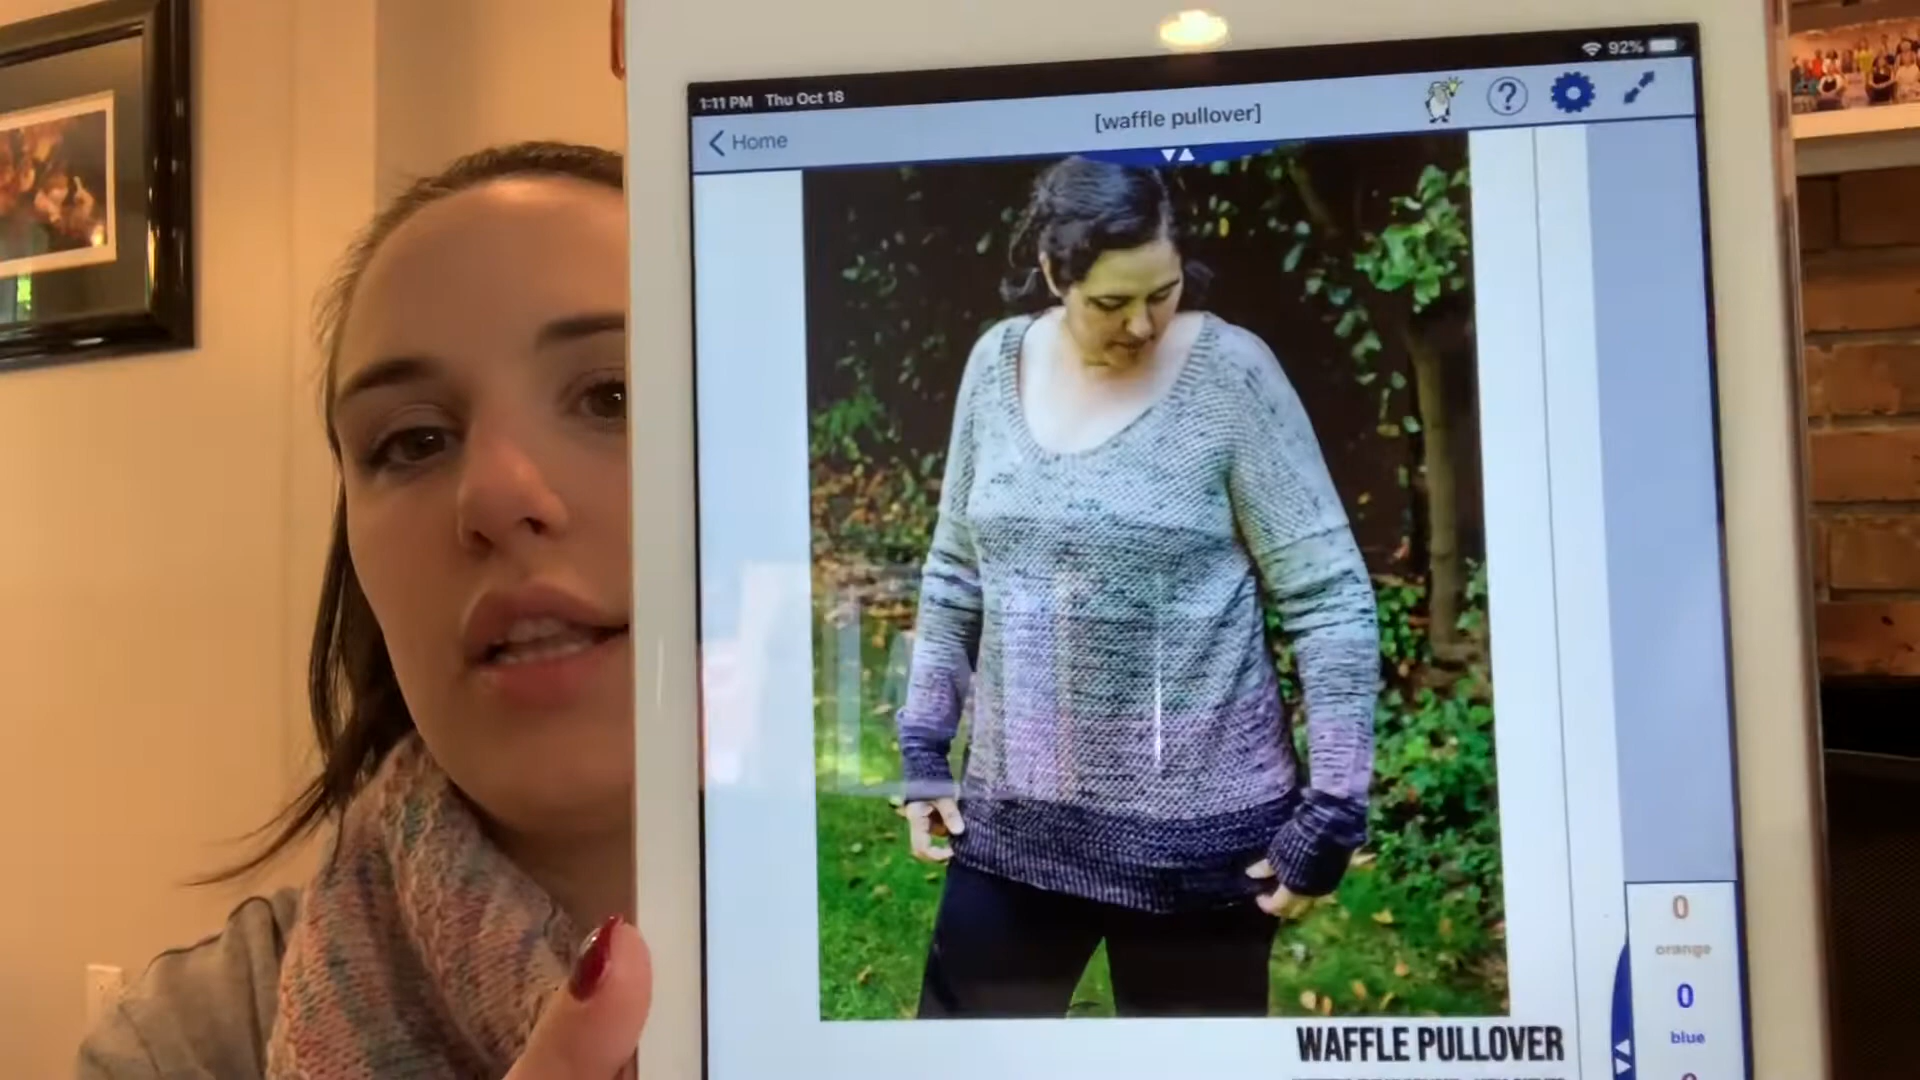 1:11 PM Thu Oct 18
92%
Home
[waffle pullover]
?
0
orange
0
blue
WAFFLE PULLOVER